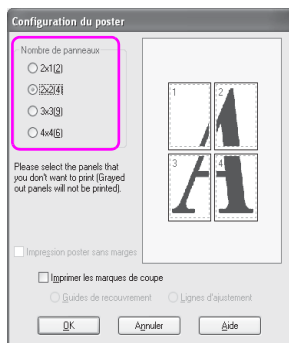 Configuration du poster
Nombre de panneaux
2x1(2)
2x2(4)
3x3(9)
4x4(6)
1 2
3 4
Please select the panels that
you don't want to print (Grayed
out panels will not be printed).
Impression poster sans marges
Imprimer les marques de coupe
Guides de recouvrement Lignes d'ajustement
OK Annuler Aide